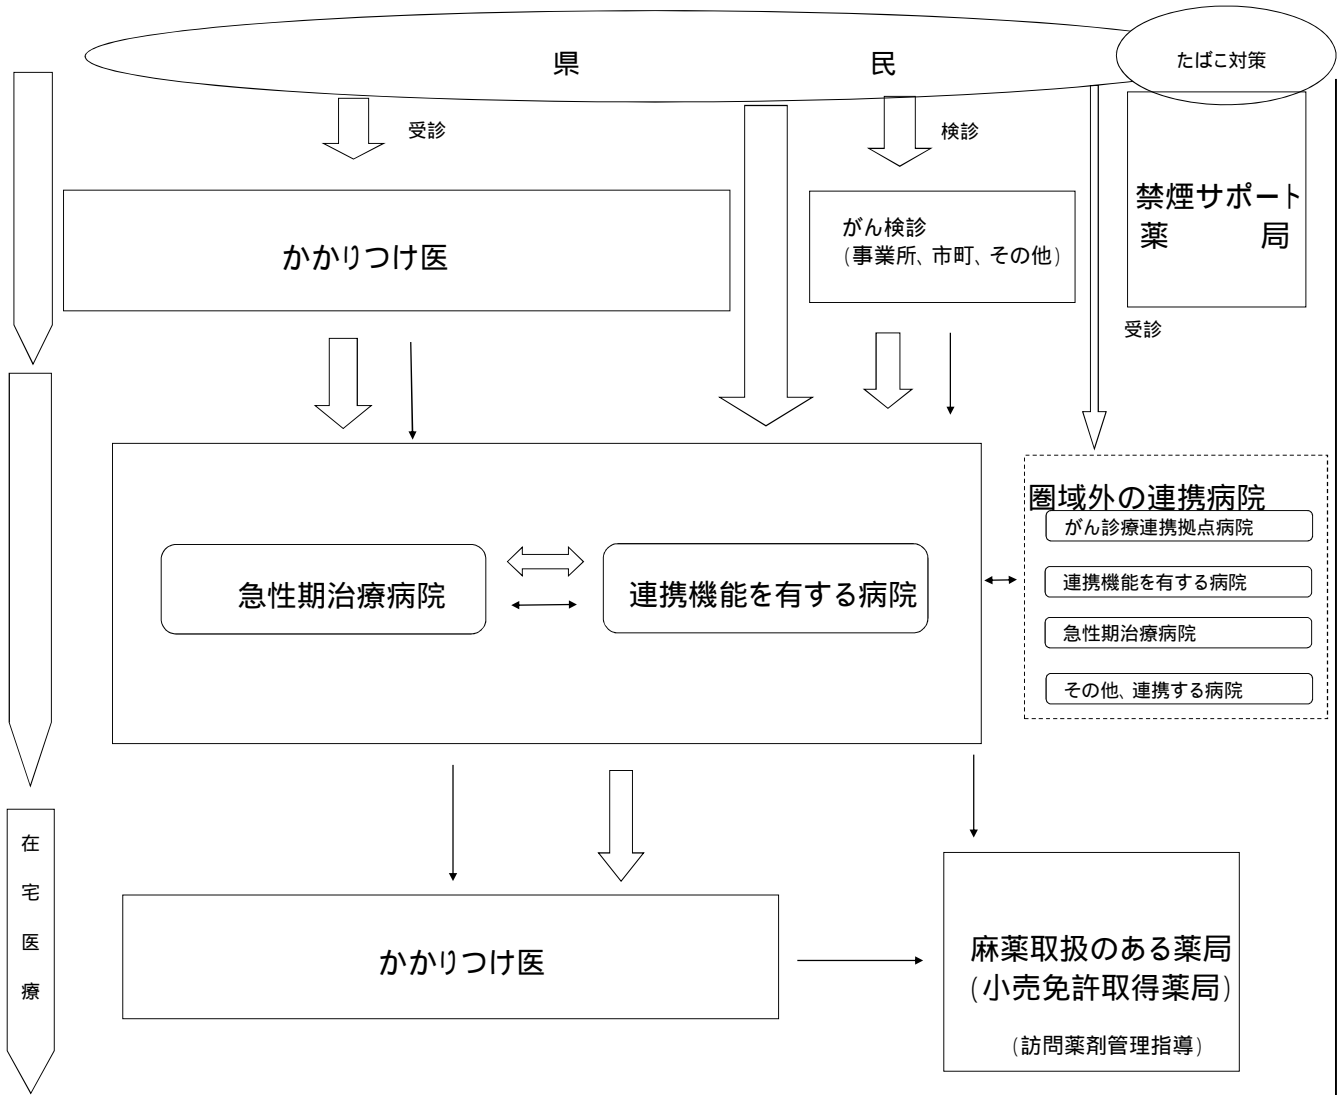 県 民
たばこ対策
受診
検診
禁煙サポート
薬 局
かかりつけ医
がん検診
(事業所、市町、その他)
受診
圏域外の連携病院
がん診療連携拠点病院
連携機能を有する病院
急性期治療病院
その他、連携する病院
急性期治療病院
連携機能を有する病院
在
宅
医
療
かかりつけ医
麻薬取扱のある薬局
(小売免許取得薬局)
(訪問薬剤管理指導)